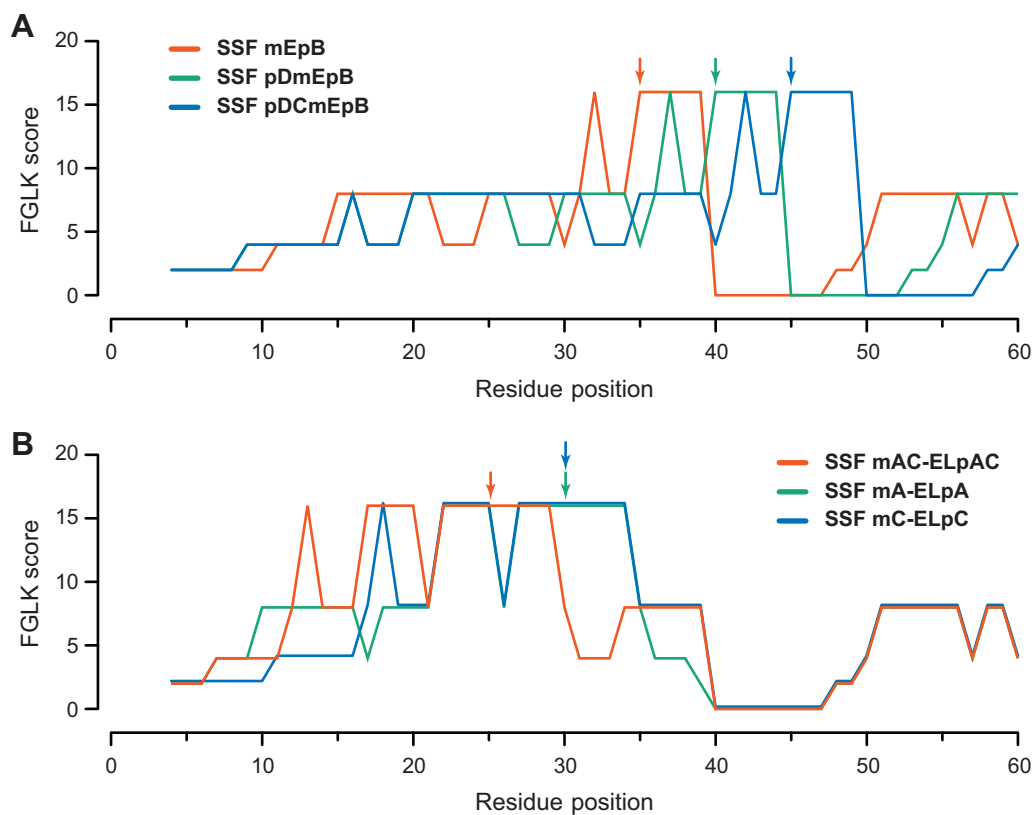 A
20
15
10
5
0
FGLK score
SSF mEpB
SSF pDmEpB
SSF pDCmEpB
0 10 20 30 40 50 60
Residue position
B
20
15
10
5
0
FGLK score
SSF mAC-ELpAC
SSF mA-ELpA
SSF mC-ELpC
0 10 20 30 40 50 60
Residue position